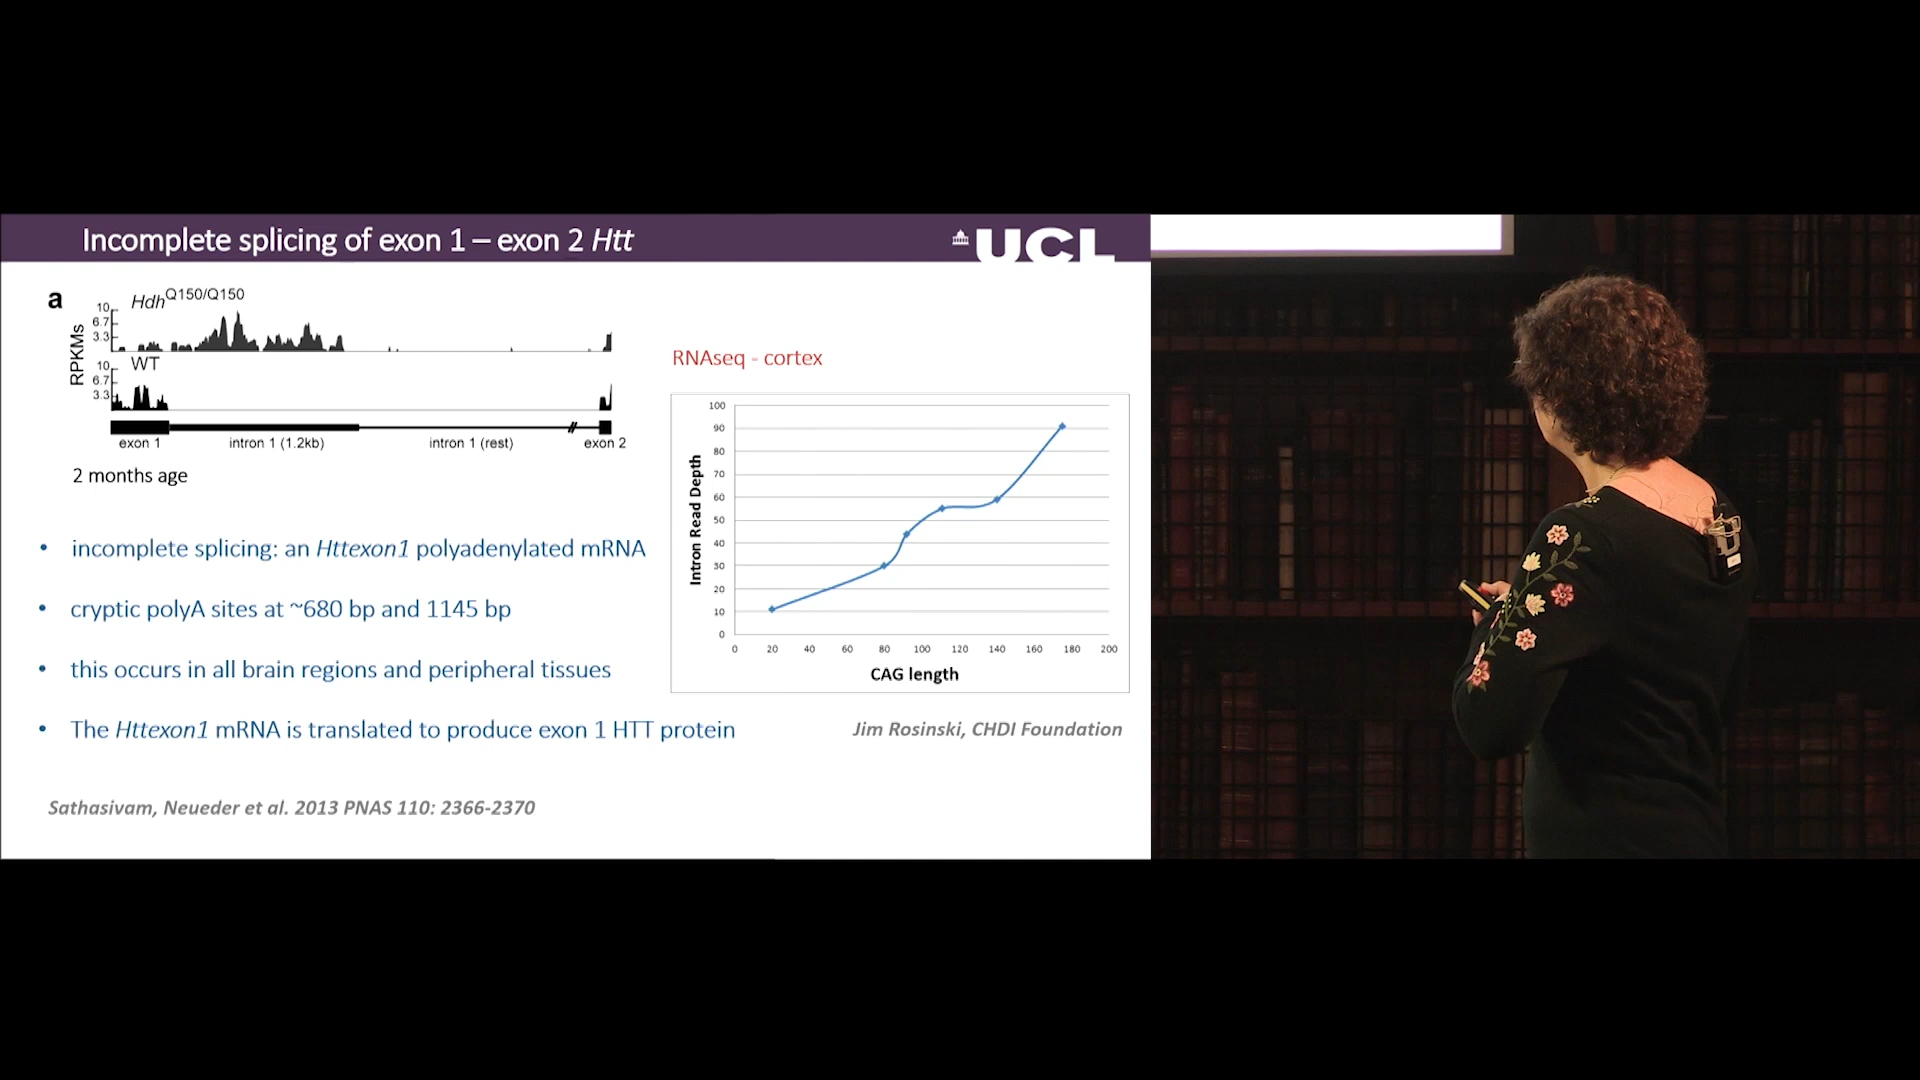 Incomplete splicing of exon 1 – exon 2 Htt
UCL
a
Hdh^Q150/Q150
RPKMs
10
6.7
3.3
WT
10
6.7
3.3
exon 1
intron 1 (1.2kb)
intron 1 (rest)
exon 2
2 months age
• incomplete splicing: an Httexon1 polyadenylated mRNA
• cryptic polyA sites at ~680 bp and 1145 bp
• this occurs in all brain regions and peripheral tissues
• The Httexon1 mRNA is translated to produce exon 1 HTT protein
Sathasivam, Neueder et al. 2013 PNAS 110: 2366-2370
RNAseq - cortex
Intron Read Depth
100
90
80
70
60
50
40
30
20
10
0
0 20 40 60 80 100 120 140 160 180 200
CAG length
Jim Rosinski, CHDI Foundation